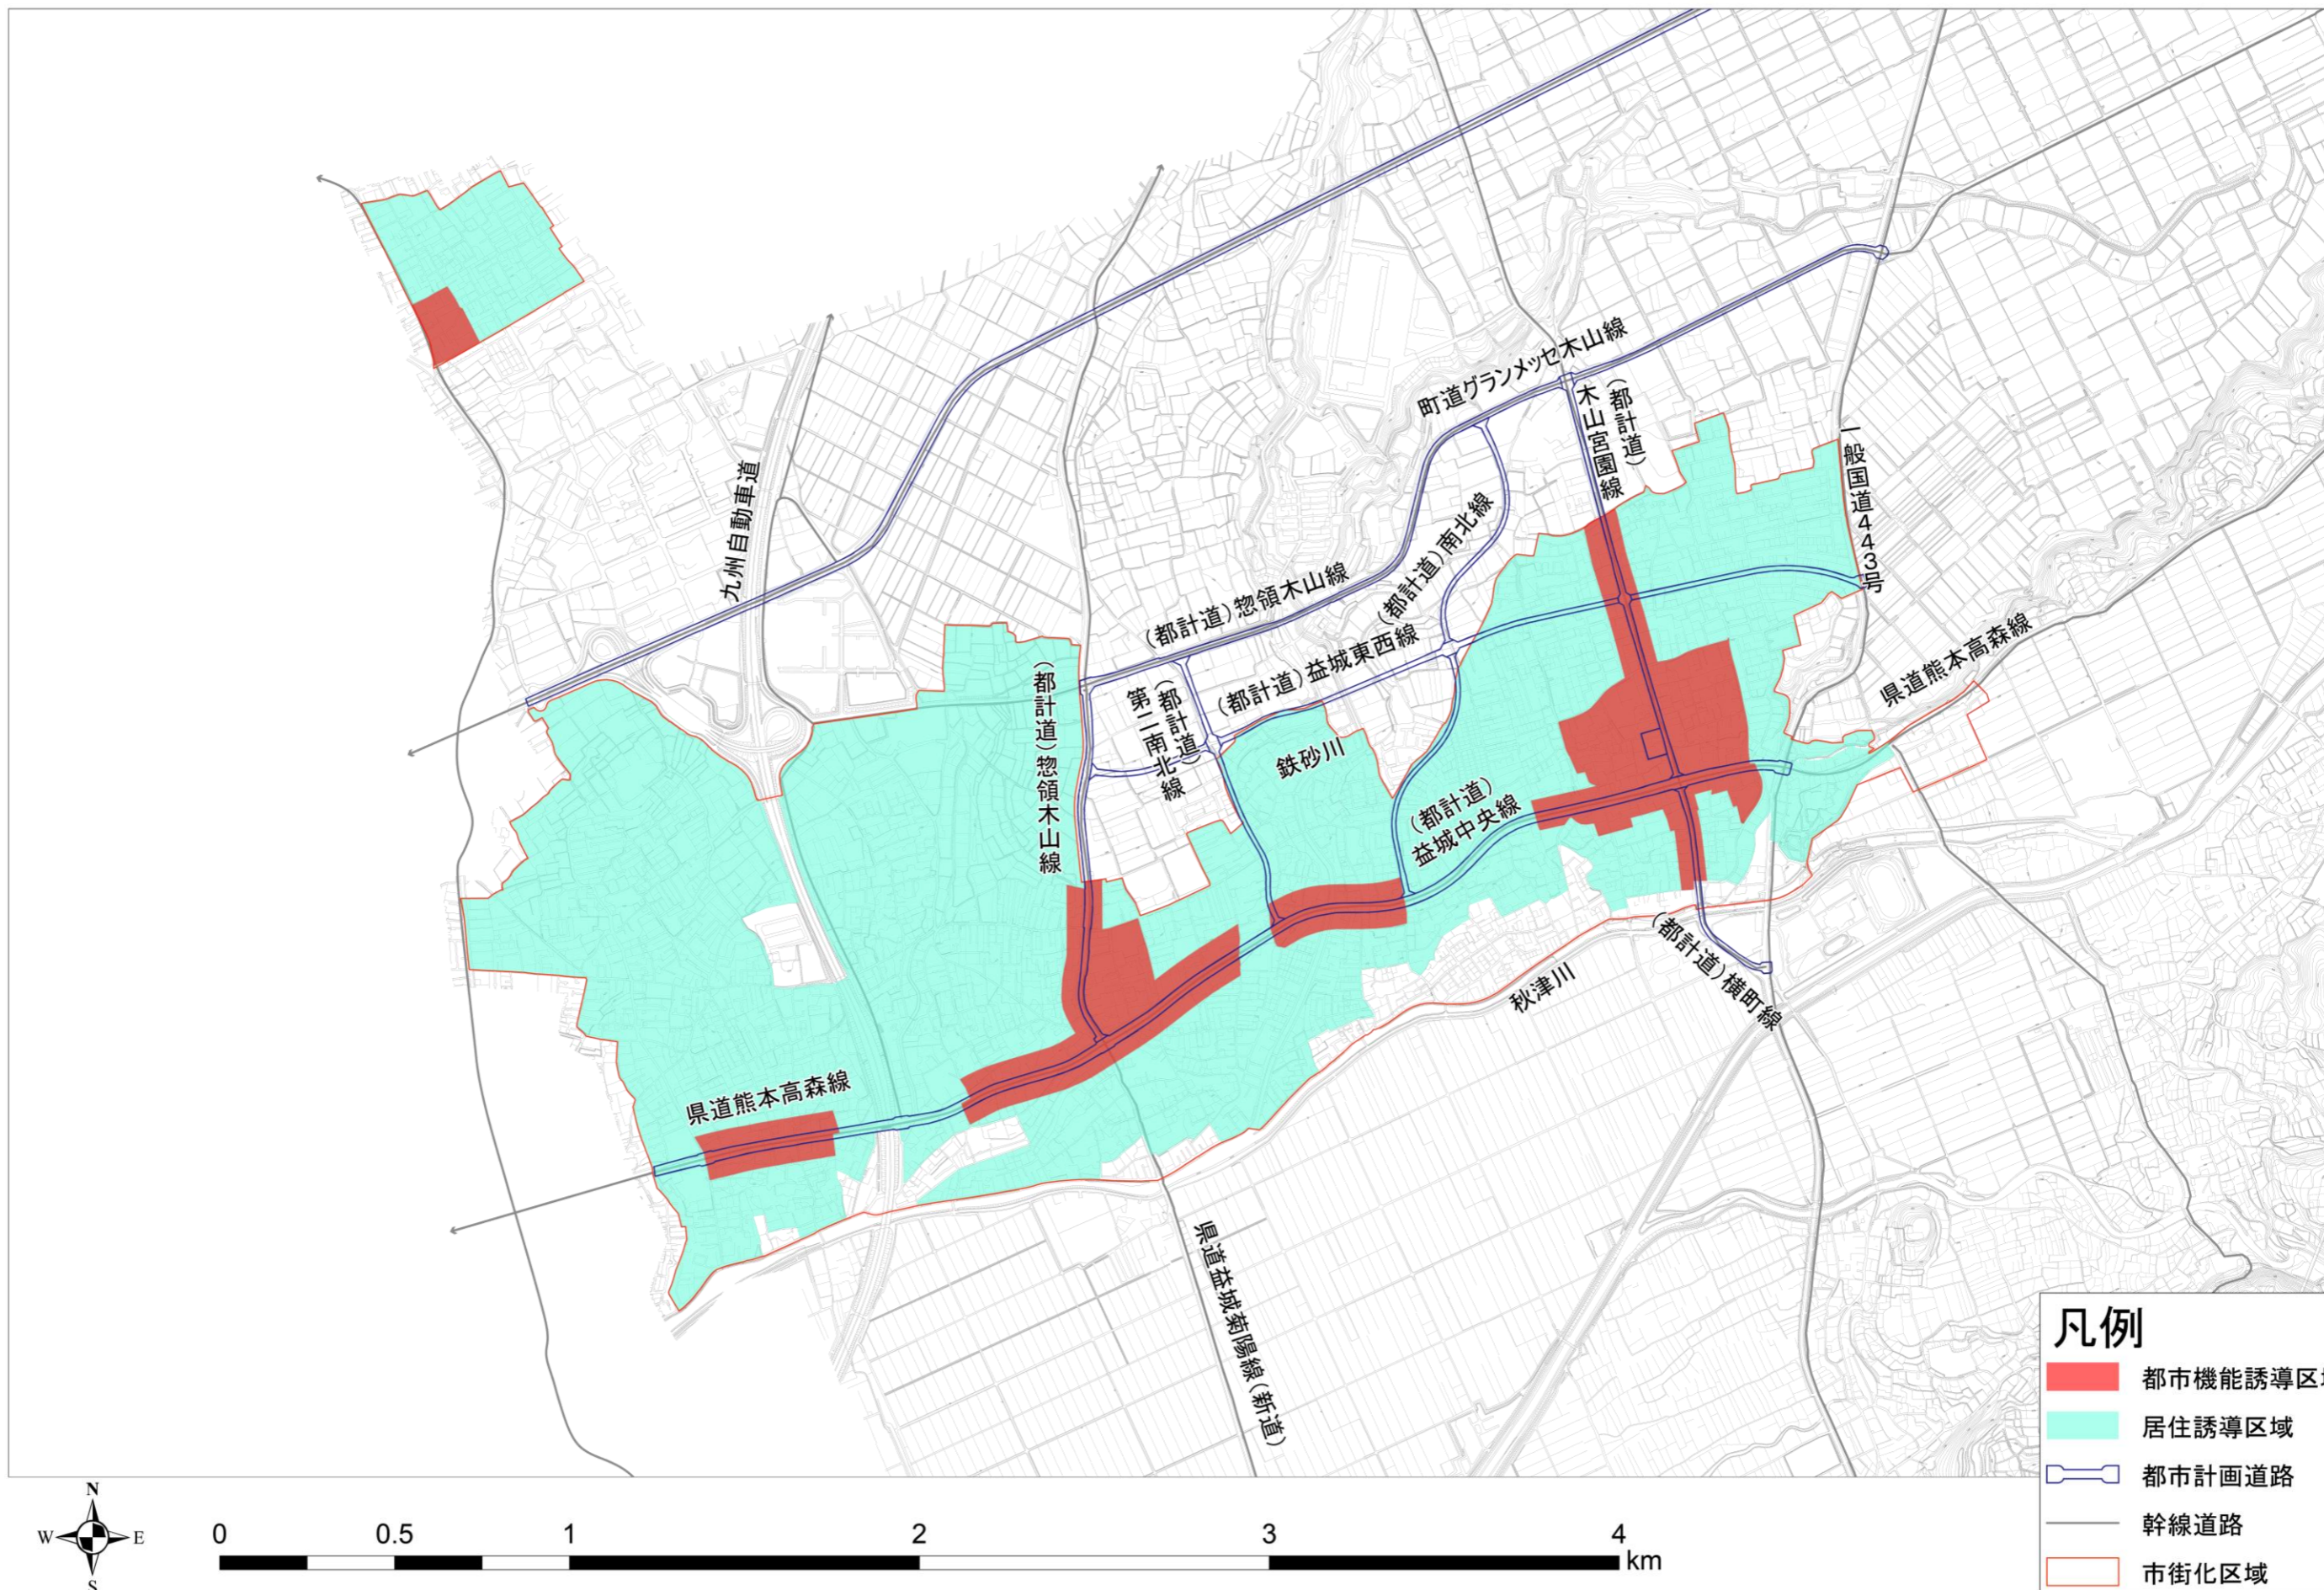 町道グランメッセ木山線
(都計道)
木山宮園線
一般国道443号
九州自動車道
(都計道)南北線
(都計道)惣領木山線
(都計道)益城東西線
県道熊本高森線
(都計道)惣領木山線
(都計道)
第二南北線
鉄砂川
(都計道)
益城中央線
(都計道)横町線
秋津川
県道熊本高森線
県道益城菊陽線(新道)
凡例
都市機能誘導区
居住誘導区域
都市計画道路
幹線道路
市街化区域
N
W E
S
0 0.5 1 2 3 4
km